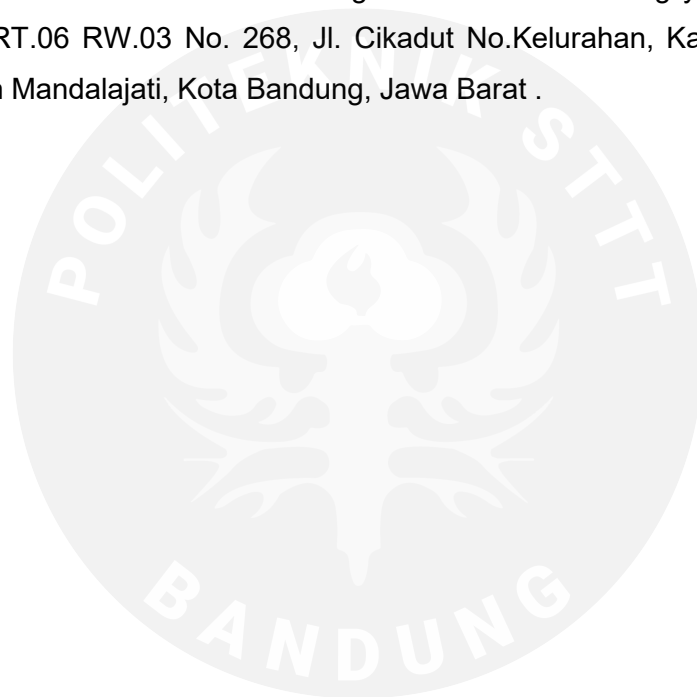 RT.06 RW.03 No. 268, Jl. Cikadut No.Kelurahan, Ka
Mandalajati, Kota Bandung, Jawa Barat .
POLITEKNIK STTT
BANDUNG